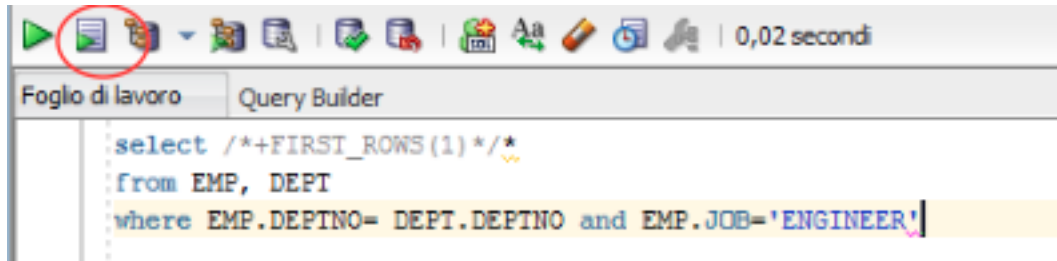 0,02 secondi
Foglio di lavoro Query Builder
select /*+FIRST_ROWS(1)*/*
from EMP, DEPT
where EMP.DEPTNO= DEPT.DEPTNO and EMP.JOB='ENGINEER'